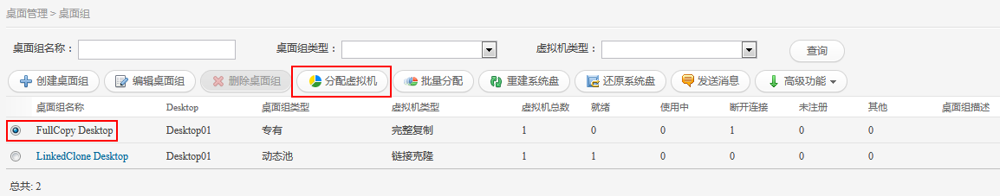 桌面管理 > 桌面组
桌面组名称： 桌面组类型： 虚拟机类型： 查询
创建桌面组 编辑桌面组 删除桌面组 分配虚拟机 批量分配 重建系统盘 还原系统盘 发送消息 高级功能
桌面组名称 Desktop 桌面组类型 虚拟机类型 虚拟机总数 就绪 使用中 断开连接 未注册 其他 桌面组描述
FullCopy Desktop Desktop01 专有 完整复制 1 0 0 1 0 0
LinkedClone Desktop Desktop01 动态池 链接克隆 1 1 0 0 0 0
总共: 2